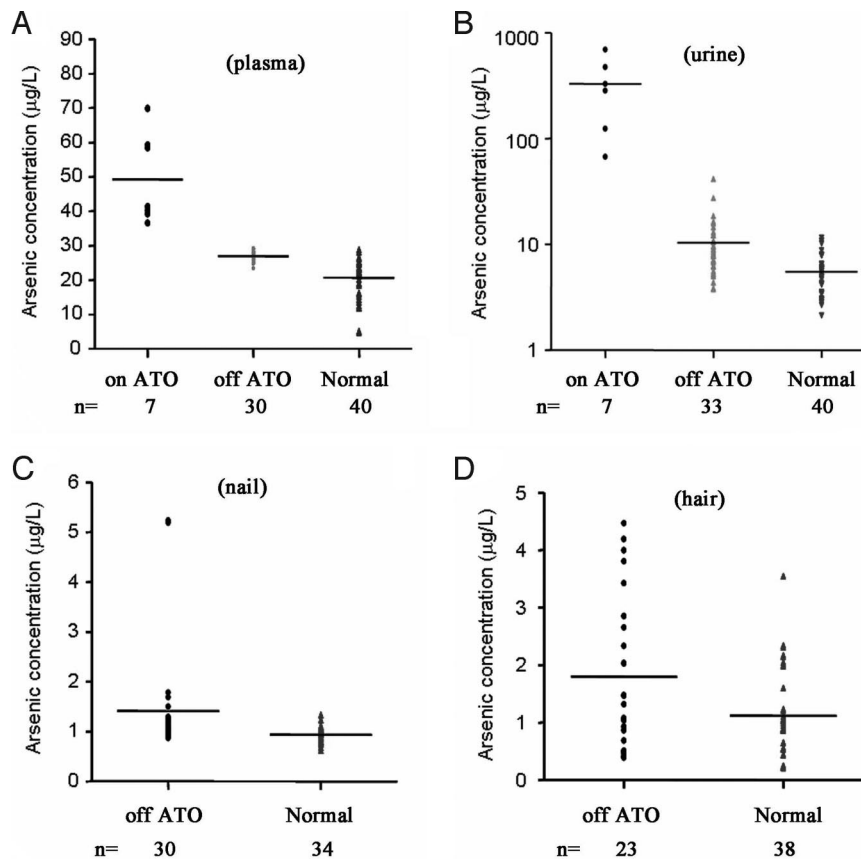 A
(plasma)
Arsenic concentration (µg/L)
90
80
70
60
50
40
30
20
10
0
on ATO off ATO Normal
n= 7 30 40
B
(urine)
Arsenic concentration (µg/L)
1000
100
10
1
on ATO off ATO Normal
n= 7 33 40
C
(nail)
Arsenic concentration (µg/L)
6
5
4
3
2
1
0
off ATO Normal
n= 30 34
D
(hair)
Arsenic concentration (µg/L)
5
4
3
2
1
0
off ATO Normal
n= 23 38